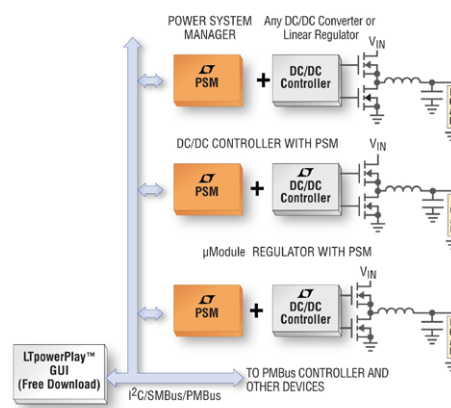 POWER SYSTEM
MANAGER
Any DC/DC Converter or
Linear Regulator
VIN
PSM
+
DC/DC
Controller
DC/DC CONTROLLER WITH PSM
VIN
PSM
+
DC/DC
Controller
µModule REGULATOR WITH PSM
VIN
PSM
+
DC/DC
Controller
LTpowerPlay™
GUI
(Free Download)
I²C/SMBus/PMBus
TO PMBus CONTROLLER AND
OTHER DEVICES